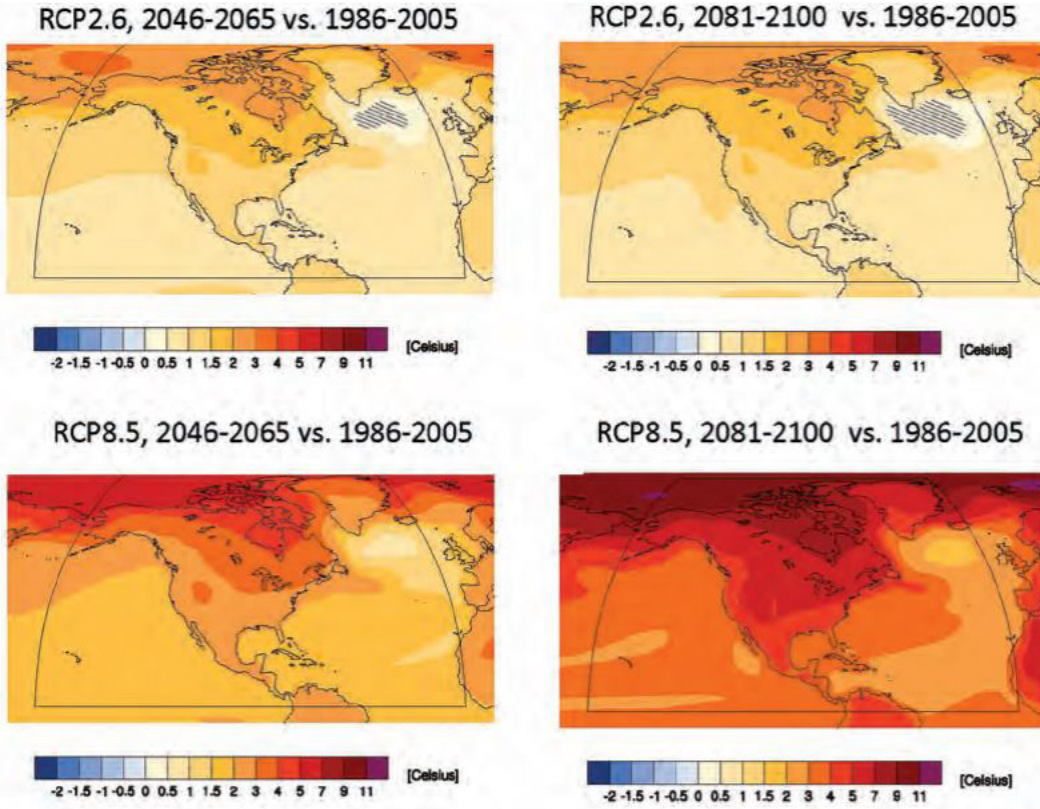 RCP2.6, 2046-2065 vs. 1986-2005
RCP2.6, 2081-2100 vs. 1986-2005
-2 -1.5 -1 -0.5 0 0.5 1 1.5 2 3 4 5 7 9 11 [Celsius]
-2 -1.5 -1 -0.5 0 0.5 1 1.5 2 3 4 5 7 9 11 [Celsius]
RCP8.5, 2046-2065 vs. 1986-2005
RCP8.5, 2081-2100 vs. 1986-2005
-2 -1.5 -1 -0.5 0 0.5 1 1.5 2 3 4 5 7 9 11 [Celsius]
-2 -1.5 -1 -0.5 0 0.5 1 1.5 2 3 4 5 7 9 11 [Celsius]